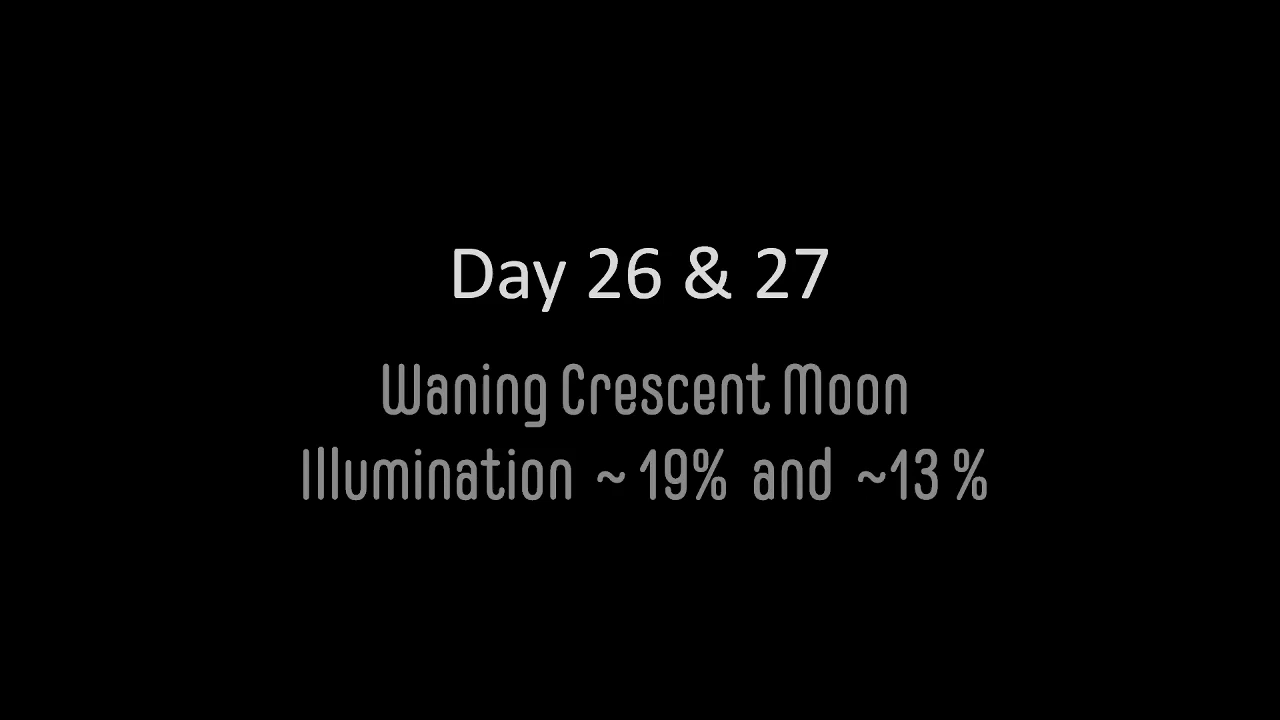 Day 26 & 27
Waning Crescent Moon
Illumination ~ 19% and ~13 %